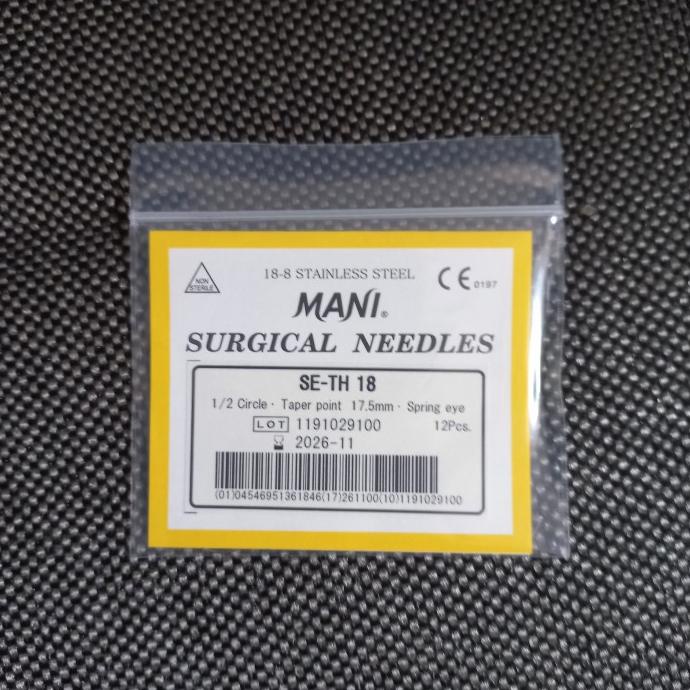 NON
STERILE
18-8 STAINLESS STEEL
CE 0197
MANI®
SURGICAL NEEDLES
SE-TH 18
1/2 Circle · Taper point 17.5mm · Spring eye
LOT 1191029100 12Pcs.
2026-11
(01)04546951361846(17)261100(10)1191029100